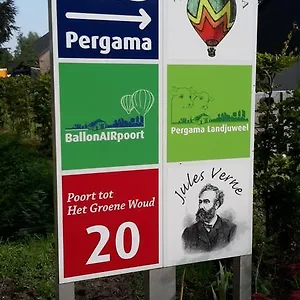 Pergama
BallonAIRpoort
Pergama Landjuweel
Poort tot
Het Groene Woud
20
Jules Verne